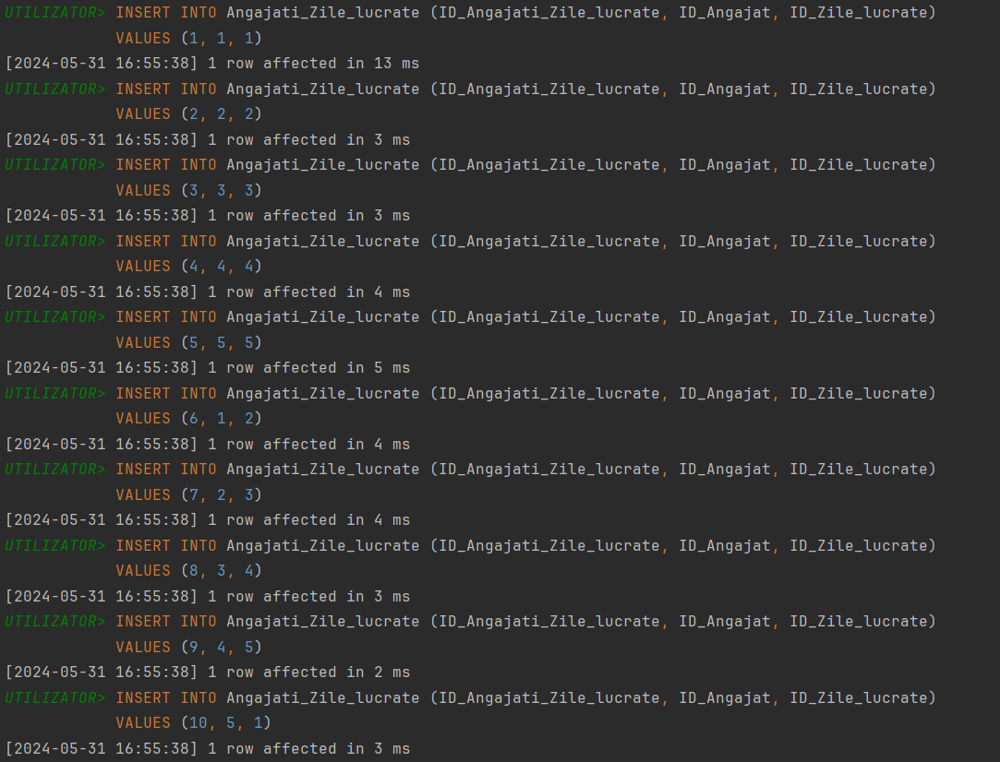 UTILIZATOR> INSERT INTO Angajati_Zile_lucrate (ID_Angajati_Zile_lucrate, ID_Angajat, ID_Zile_lucrate)
            VALUES (1, 1, 1)
[2024-05-31 16:55:38] 1 row affected in 13 ms
UTILIZATOR> INSERT INTO Angajati_Zile_lucrate (ID_Angajati_Zile_lucrate, ID_Angajat, ID_Zile_lucrate)
            VALUES (2, 2, 2)
[2024-05-31 16:55:38] 1 row affected in 3 ms
UTILIZATOR> INSERT INTO Angajati_Zile_lucrate (ID_Angajati_Zile_lucrate, ID_Angajat, ID_Zile_lucrate)
            VALUES (3, 3, 3)
[2024-05-31 16:55:38] 1 row affected in 3 ms
UTILIZATOR> INSERT INTO Angajati_Zile_lucrate (ID_Angajati_Zile_lucrate, ID_Angajat, ID_Zile_lucrate)
            VALUES (4, 4, 4)
[2024-05-31 16:55:38] 1 row affected in 4 ms
UTILIZATOR> INSERT INTO Angajati_Zile_lucrate (ID_Angajati_Zile_lucrate, ID_Angajat, ID_Zile_lucrate)
            VALUES (5, 5, 5)
[2024-05-31 16:55:38] 1 row affected in 5 ms
UTILIZATOR> INSERT INTO Angajati_Zile_lucrate (ID_Angajati_Zile_lucrate, ID_Angajat, ID_Zile_lucrate)
            VALUES (6, 1, 2)
[2024-05-31 16:55:38] 1 row affected in 4 ms
UTILIZATOR> INSERT INTO Angajati_Zile_lucrate (ID_Angajati_Zile_lucrate, ID_Angajat, ID_Zile_lucrate)
            VALUES (7, 2, 3)
[2024-05-31 16:55:38] 1 row affected in 4 ms
UTILIZATOR> INSERT INTO Angajati_Zile_lucrate (ID_Angajati_Zile_lucrate, ID_Angajat, ID_Zile_lucrate)
            VALUES (8, 3, 4)
[2024-05-31 16:55:38] 1 row affected in 3 ms
UTILIZATOR> INSERT INTO Angajati_Zile_lucrate (ID_Angajati_Zile_lucrate, ID_Angajat, ID_Zile_lucrate)
            VALUES (9, 4, 5)
[2024-05-31 16:55:38] 1 row affected in 2 ms
UTILIZATOR> INSERT INTO Angajati_Zile_lucrate (ID_Angajati_Zile_lucrate, ID_Angajat, ID_Zile_lucrate)
            VALUES (10, 5, 1)
[2024-05-31 16:55:38] 1 row affected in 3 ms